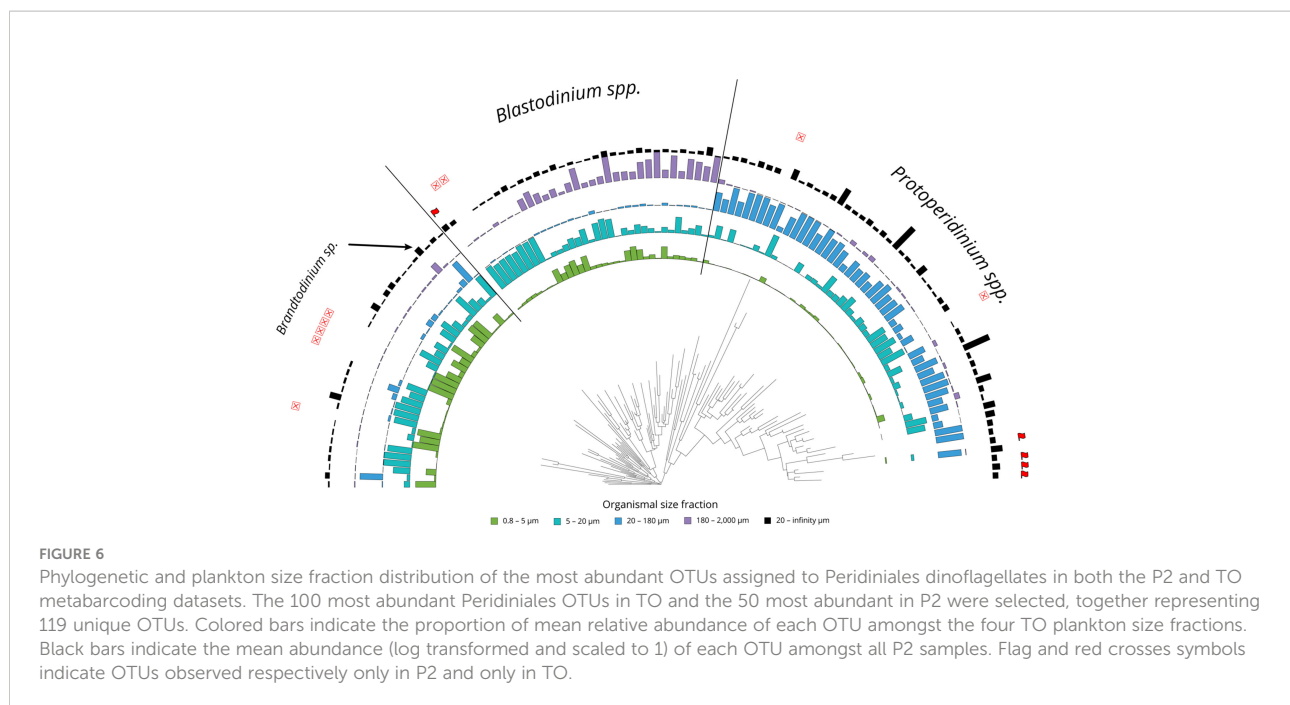 Blastodinium spp.
Protoperidinium spp.
Brandtodinium sp.
Organismal size fraction
0.8 – 5 µm 5 – 20 µm 20 – 180 µm 180 – 2,000 µm 20 – infinity µm
FIGURE 6
Phylogenetic and plankton size fraction distribution of the most abundant OTUs assigned to Peridiniales dinoflagellates in both the P2 and TO
metabarcoding datasets. The 100 most abundant Peridiniales OTUs in TO and the 50 most abundant in P2 were selected, together representing
119 unique OTUs. Colored bars indicate the proportion of mean relative abundance of each OTU amongst the four TO plankton size fractions.
Black bars indicate the mean abundance (log transformed and scaled to 1) of each OTU amongst all P2 samples. Flag and red crosses symbols
indicate OTUs observed respectively only in P2 and only in TO.